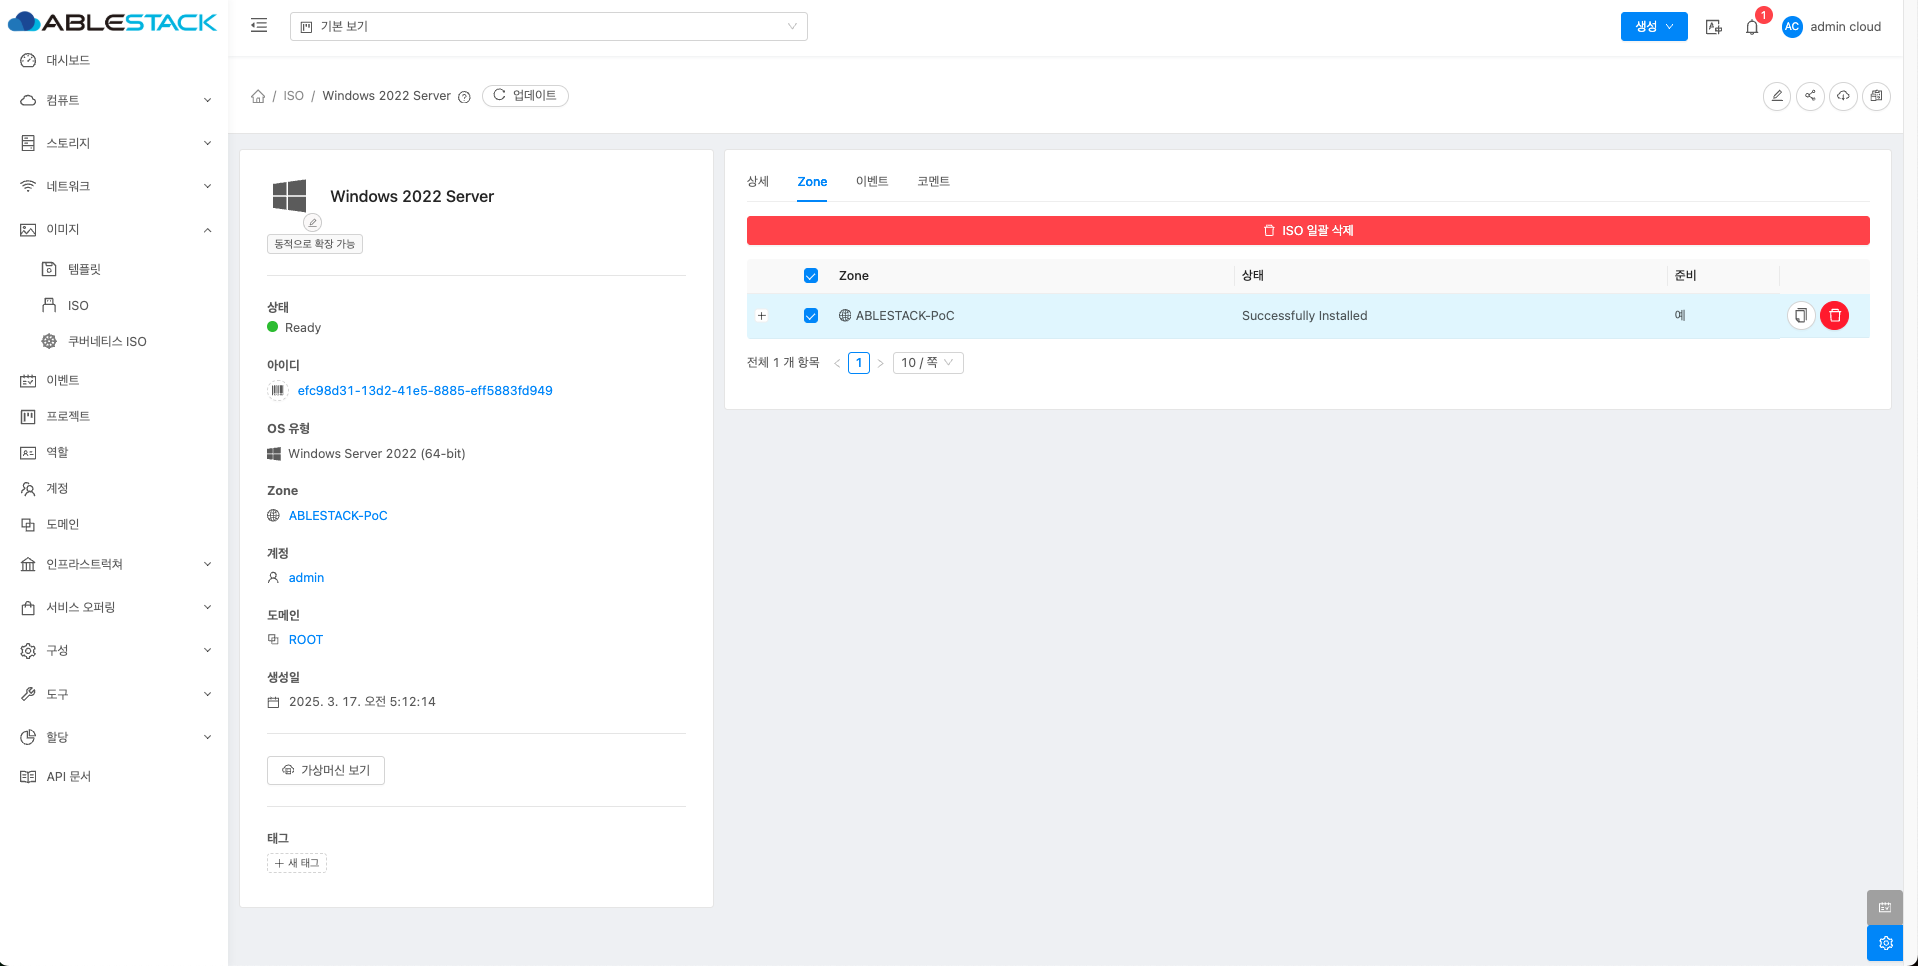 ABLESTACK
기본 보기
생성
1
AC
admin cloud
대시보드
컴퓨트
스토리지
네트워크
이미지
템플릿
ISO
쿠버네티스 ISO
이벤트
프로젝트
역할
계정
도메인
인프라스트럭쳐
서비스 오퍼링
구성
도구
할당
API 문서
/ ISO / Windows 2022 Server
업데이트
Windows 2022 Server
동적으로 확장 가능
상태
Ready
아이디
efc98d31-13d2-41e5-8885-eff5883fd949
OS 유형
Windows Server 2022 (64-bit)
Zone
ABLESTACK-PoC
계정
admin
도메인
ROOT
생성일
2025. 3. 17. 오전 5:12:14
가상머신 보기
태그
+ 새 태그
상세 Zone 이벤트 코멘트
ISO 일괄 삭제
Zone 상태 준비
ABLESTACK-PoC Successfully Installed 예
전체 1 개 항목 < 1 > 10 / 쪽